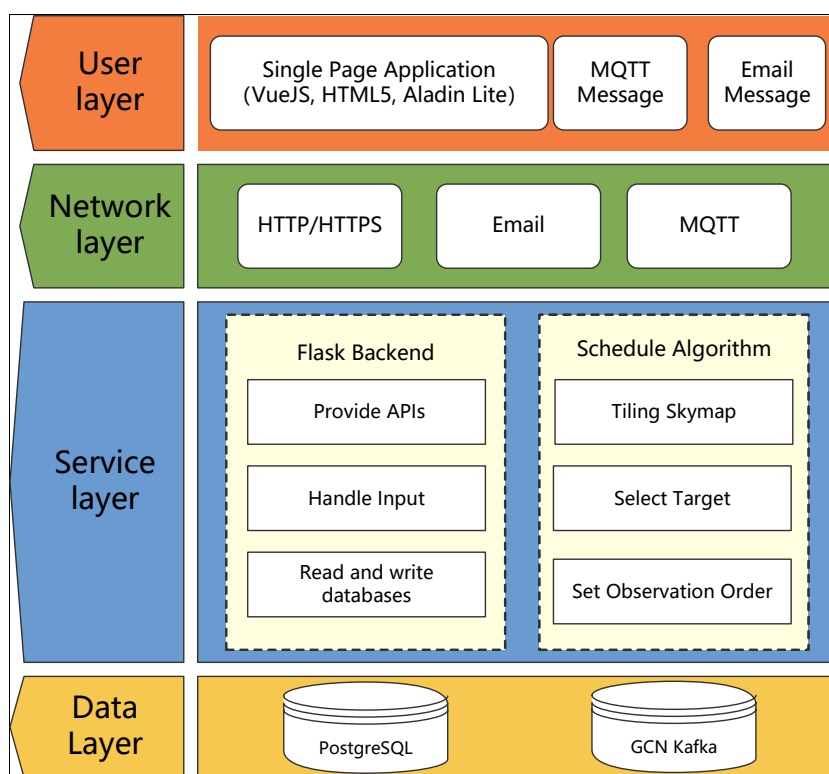 User
layer
Single Page Application
(VueJS, HTML5, Aladin Lite)
MQTT
Message
Email
Message
Network
layer
HTTP/HTTPS
Email
MQTT
Service
layer
Flask Backend
Provide APIs
Handle Input
Read and write
databases
Schedule Algorithm
Tiling Skymap
Select Target
Set Observation Order
Data
Layer
PostgreSQL
GCN Kafka